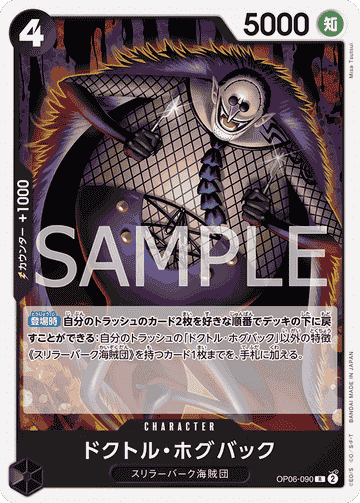 4
5000
知
Misa Tsutsui
カウンター +1000
SAMPLE
登場時 自分のトラッシュのカード2枚を好きな順番でデッキの下に戻
すことができる:自分のトラッシュの「ドクトル・ホグバック」以外の特徴
《スリラーバーク海賊団》を持つカード1枚までを、手札に加える。
CHARACTER
ドクトル・ホグバック
スリラーバーク海賊団
OP06-090 R 2
©E.O./S. ©O./S・F・T BANDAI MADE IN JAPAN